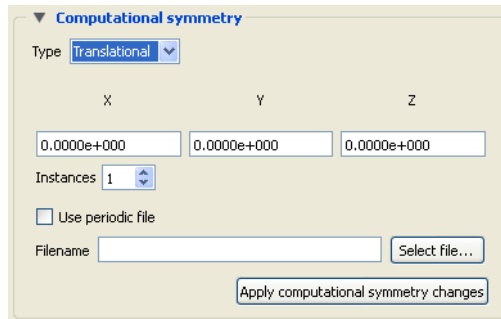 Computational symmetry
Type Translational
X Y Z
0.0000e+000 0.0000e+000 0.0000e+000
Instances 1
Use periodic file
Filename Select file...
Apply computational symmetry changes